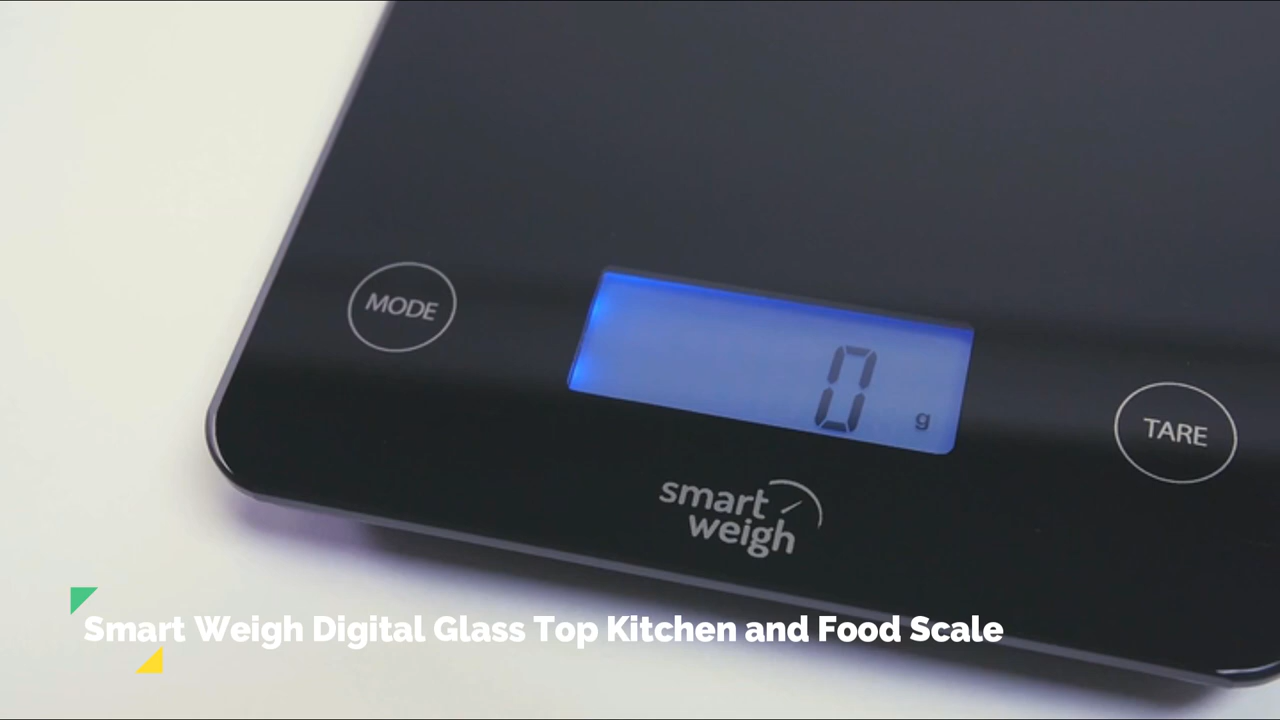 MODE
0 g
TARE
smart
weigh
Smart Weigh Digital Glass Top Kitchen and Food Scale